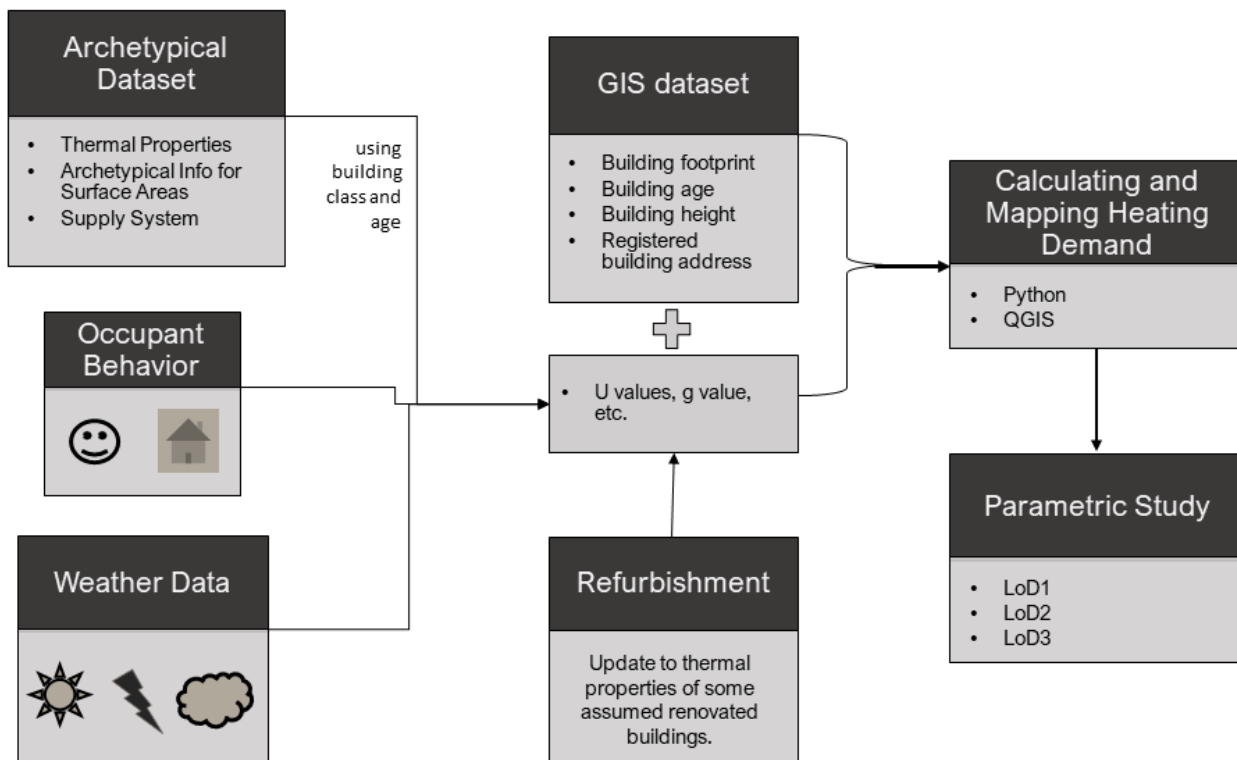 Archetypical
Dataset
• Thermal Properties
• Archetypical Info for
Surface Areas
• Supply System
using
building
class and
age
Occupant
Behavior
Weather Data
GIS dataset
• Building footprint
• Building age
• Building height
• Registered
building address
• U values, g value,
etc.
Refurbishment
Update to thermal
properties of some
assumed renovated
buildings.
Calculating and
Mapping Heating
Demand
• Python
• QGIS
Parametric Study
• LoD1
• LoD2
• LoD3